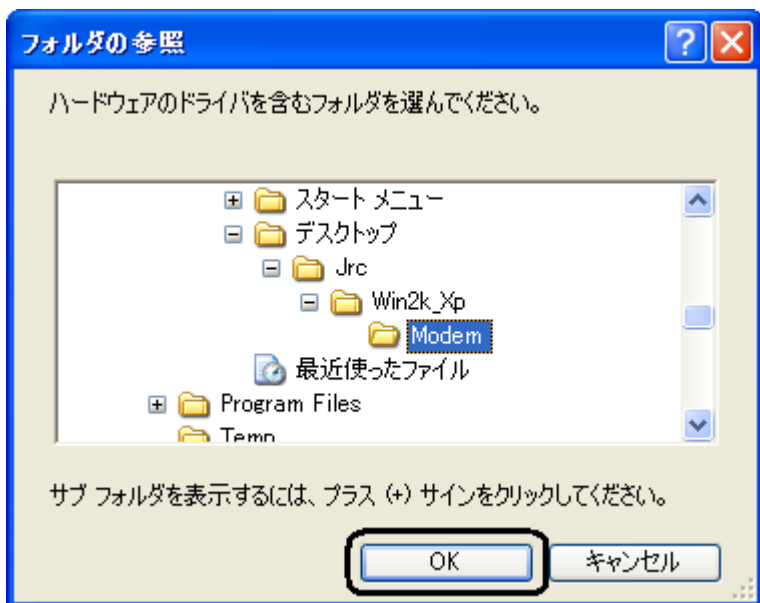 フォルダの参照
ハードウェアのドライバを含むフォルダを選んでください。
スタート メニュー
デスクトップ
Jrc
Win2k_Xp
Modem
最近使ったファイル
Program Files
Temp
サブ フォルダを表示するには、プラス (+) サインをクリックしてください。
OK キャンセル